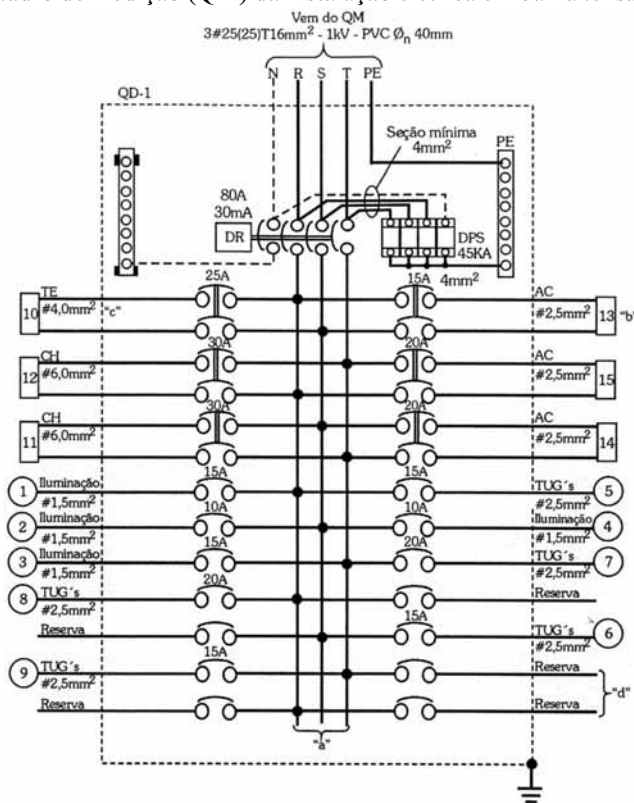 Vem do QM
3#25(25)T16mm² - 1kV - PVC Øn 40mm
N R S T PE
QD-1
Seção mínima
4mm²
PE
80A
30mA
DR
DPS
45KA
4mm²
25A
15A
10
TE
#4,0mm²
"c"
AC
#2,5mm²
13
"b"
30A
20A
12
CH
#6,0mm²
AC
#2,5mm²
15
30A
20A
11
CH
#6,0mm²
AC
#2,5mm²
14
15A
15A
1
Iluminação
#1,5mm²
TUG´s
#2,5mm²
5
10A
10A
2
Iluminação
#1,5mm²
Iluminação
#1,5mm²
4
15A
20A
3
Iluminação
#1,5mm²
TUG´s
#2,5mm²
7
20A
8
TUG´s
#2,5mm²
Reserva
15A
Reserva
TUG´s
#2,5mm²
6
15A
9
TUG´s
#2,5mm²
Reserva
Reserva
Reserva
"d"
"a"